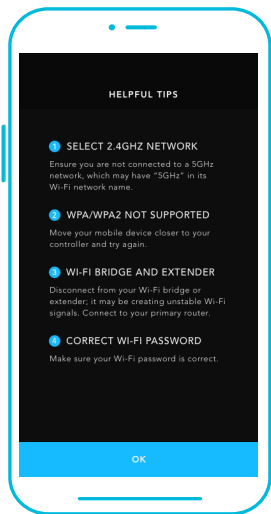 HELPFUL TIPS
1 SELECT 2.4GHZ NETWORK
Ensure you are not connected to a 5GHz
network, which may have "5GHz" in its
Wi-Fi network name.
2 WPA/WPA2 NOT SUPPORTED
Move your mobile device closer to your
controller and try again.
3 WI-FI BRIDGE AND EXTENDER
Disconnect from your Wi-Fi bridge or
extender; it may be creating unstable Wi-Fi
signals. Connect to your primary router.
4 CORRECT WI-FI PASSWORD
Make sure your Wi-Fi password is correct.
OK